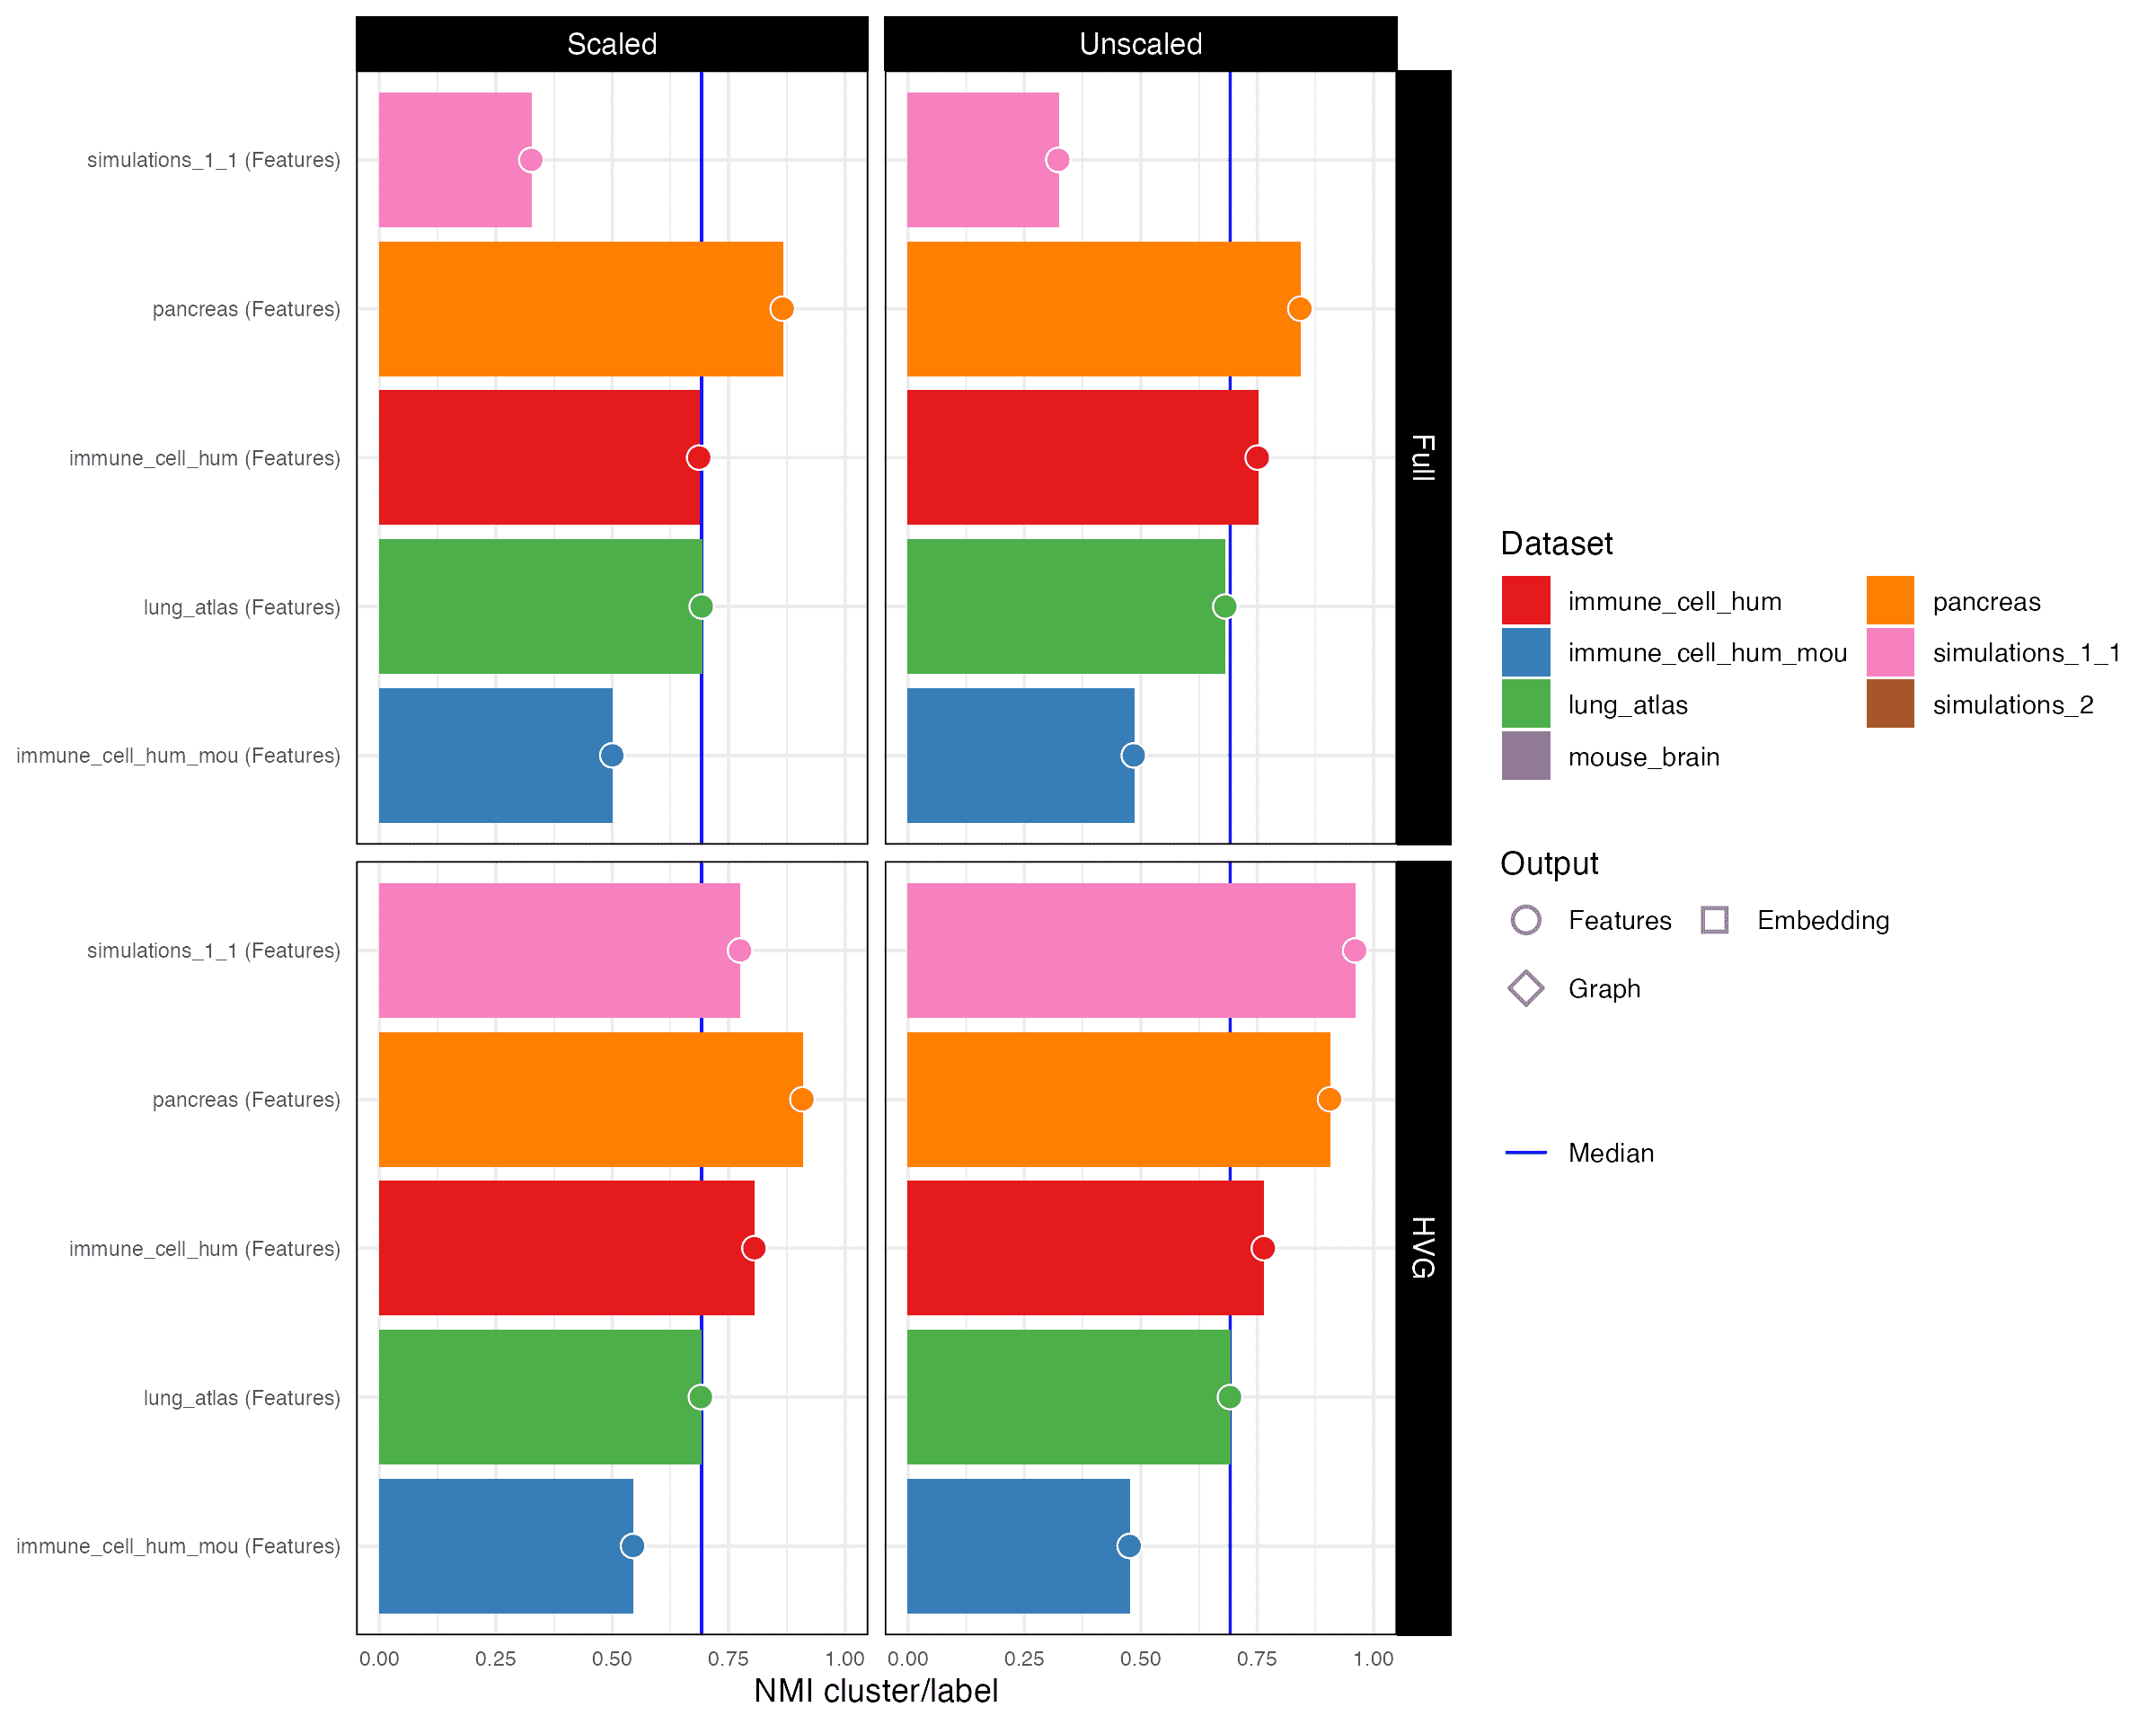 Scaled
Unscaled
simulations_1_1 (Features)
pancreas (Features)
immune_cell_hum (Features)
lung_atlas (Features)
immune_cell_hum_mou (Features)
Full
simulations_1_1 (Features)
pancreas (Features)
immune_cell_hum (Features)
lung_atlas (Features)
immune_cell_hum_mou (Features)
HVG
0.00 0.25 0.50 0.75 1.00
0.00 0.25 0.50 0.75 1.00
NMI cluster/label
Dataset
immune_cell_hum
immune_cell_hum_mou
lung_atlas
mouse_brain
pancreas
simulations_1_1
simulations_2
Output
Features
Embedding
Graph
Median